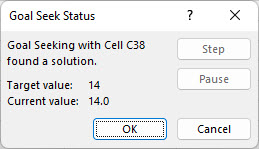 Goal Seek Status
? ×
Goal Seeking with Cell C38
found a solution.
Step
Pause
Target value: 14
Current value: 14.0
OK
Cancel